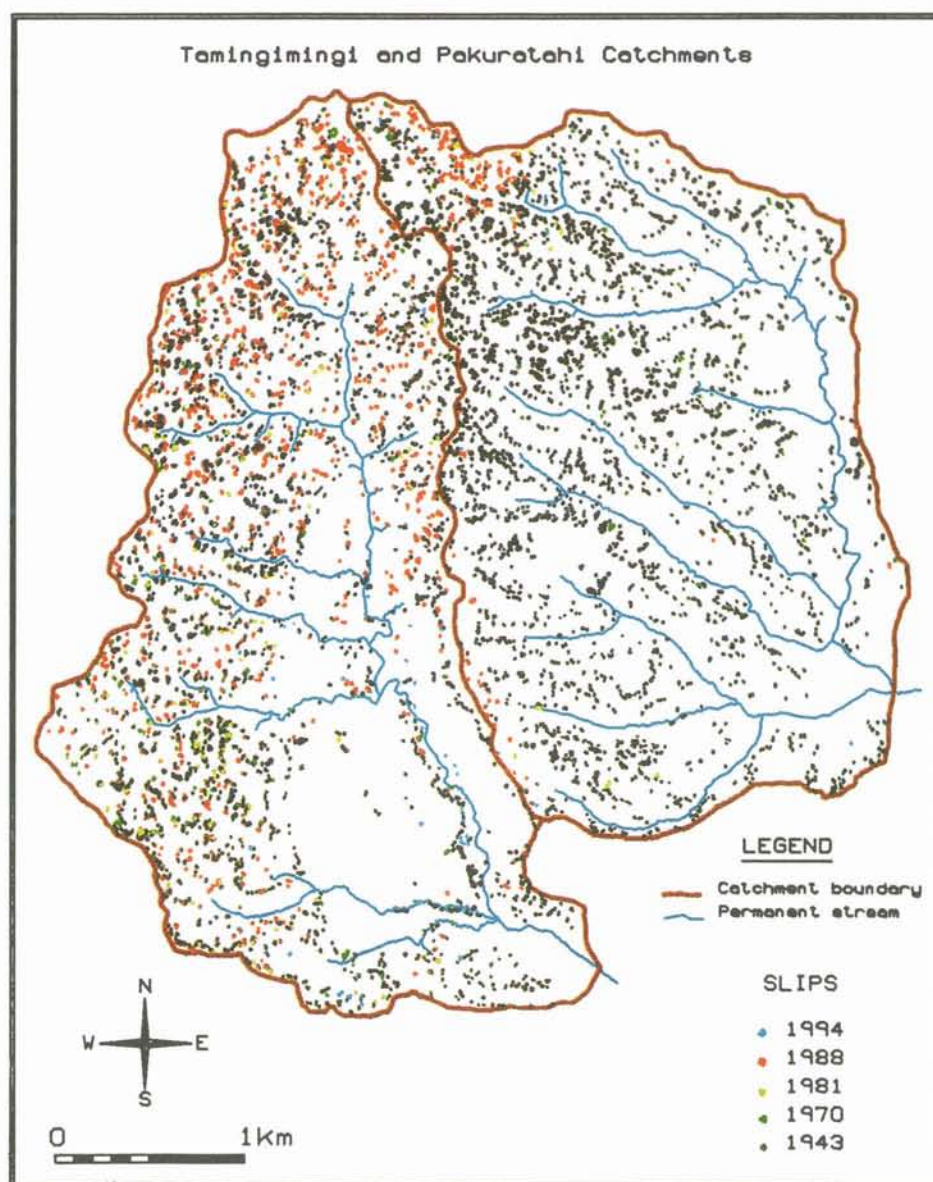 Tamingimingi and Pakuratahi Catchments
LEGEND
Catchment boundary
Permanent stream
SLIPS
1994
1988
1981
1970
1943
N
W E
S
0 1Km